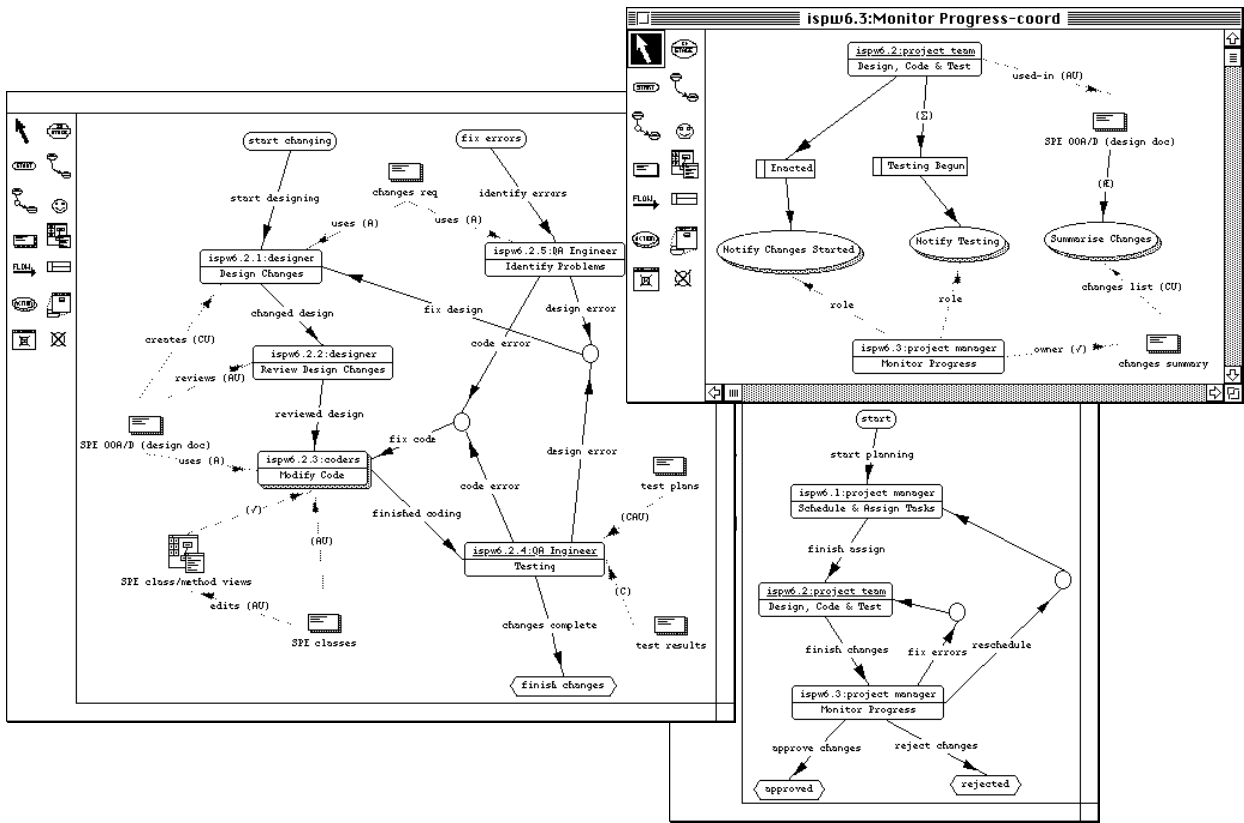 ispw6.3:Monitor Progress-coord
STAGE
START
FLOW
ACTION
ispw6.2:project team
Design, Code & Test
used-in (AU)
(Σ)
SPE OOA/D (design doc)
Enacted
Testing Begun
(Æ)
Notify Changes Started
Notify Testing
Summarise Changes
role
role
changes list (CU)
ispw6.3:project manager
Monitor Progress
owner (√)
changes summary
START
FLOW
ACTION
start changing
fix errors
changes req
start designing
identify errors
uses (A)
uses (A)
ispw6.2.1:designer
Design Changes
ispw6.2.5:QA Engineer
Identify Problems
changed design
fix design
design error
creates (CU)
code error
ispw6.2.2:designer
Review Design Changes
reviews (AU)
reviewed design
SPE OOA/D (design doc)
fix code
uses (A)
ispw6.2.3:coders
Modify Code
design error
code error
test plans
(√)
finished coding
(CAU)
(AU)
ispw6.2.4:QA Engineer
Testing
SPE class/method views
edits (AU)
(C)
changes complete
SPE classes
test results
finish changes
start
start planning
ispw6.1:project manager
Schedule & Assign Tasks
finish assign
ispw6.2:project team
Design, Code & Test
finish changes
fix errors
reschedule
ispw6.3:project manager
Monitor Progress
approve changes
reject changes
approved
rejected